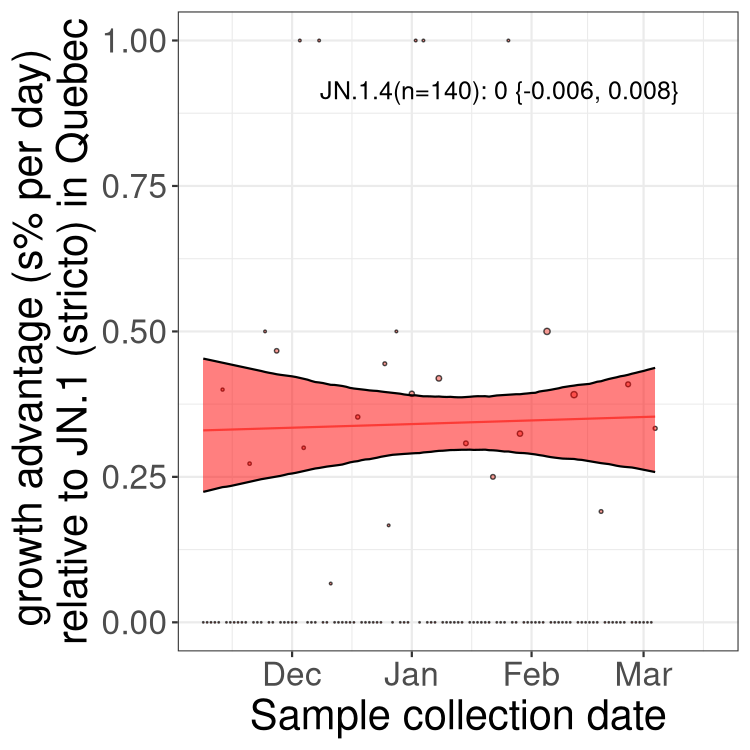 growth advantage (s% per day)
relative to JN.1 (stricto) in Quebec
1.00
0.75
0.50
0.25
0.00
JN.1.4(n=140): 0 {-0.006, 0.008}
Dec Jan Feb Mar
Sample collection date